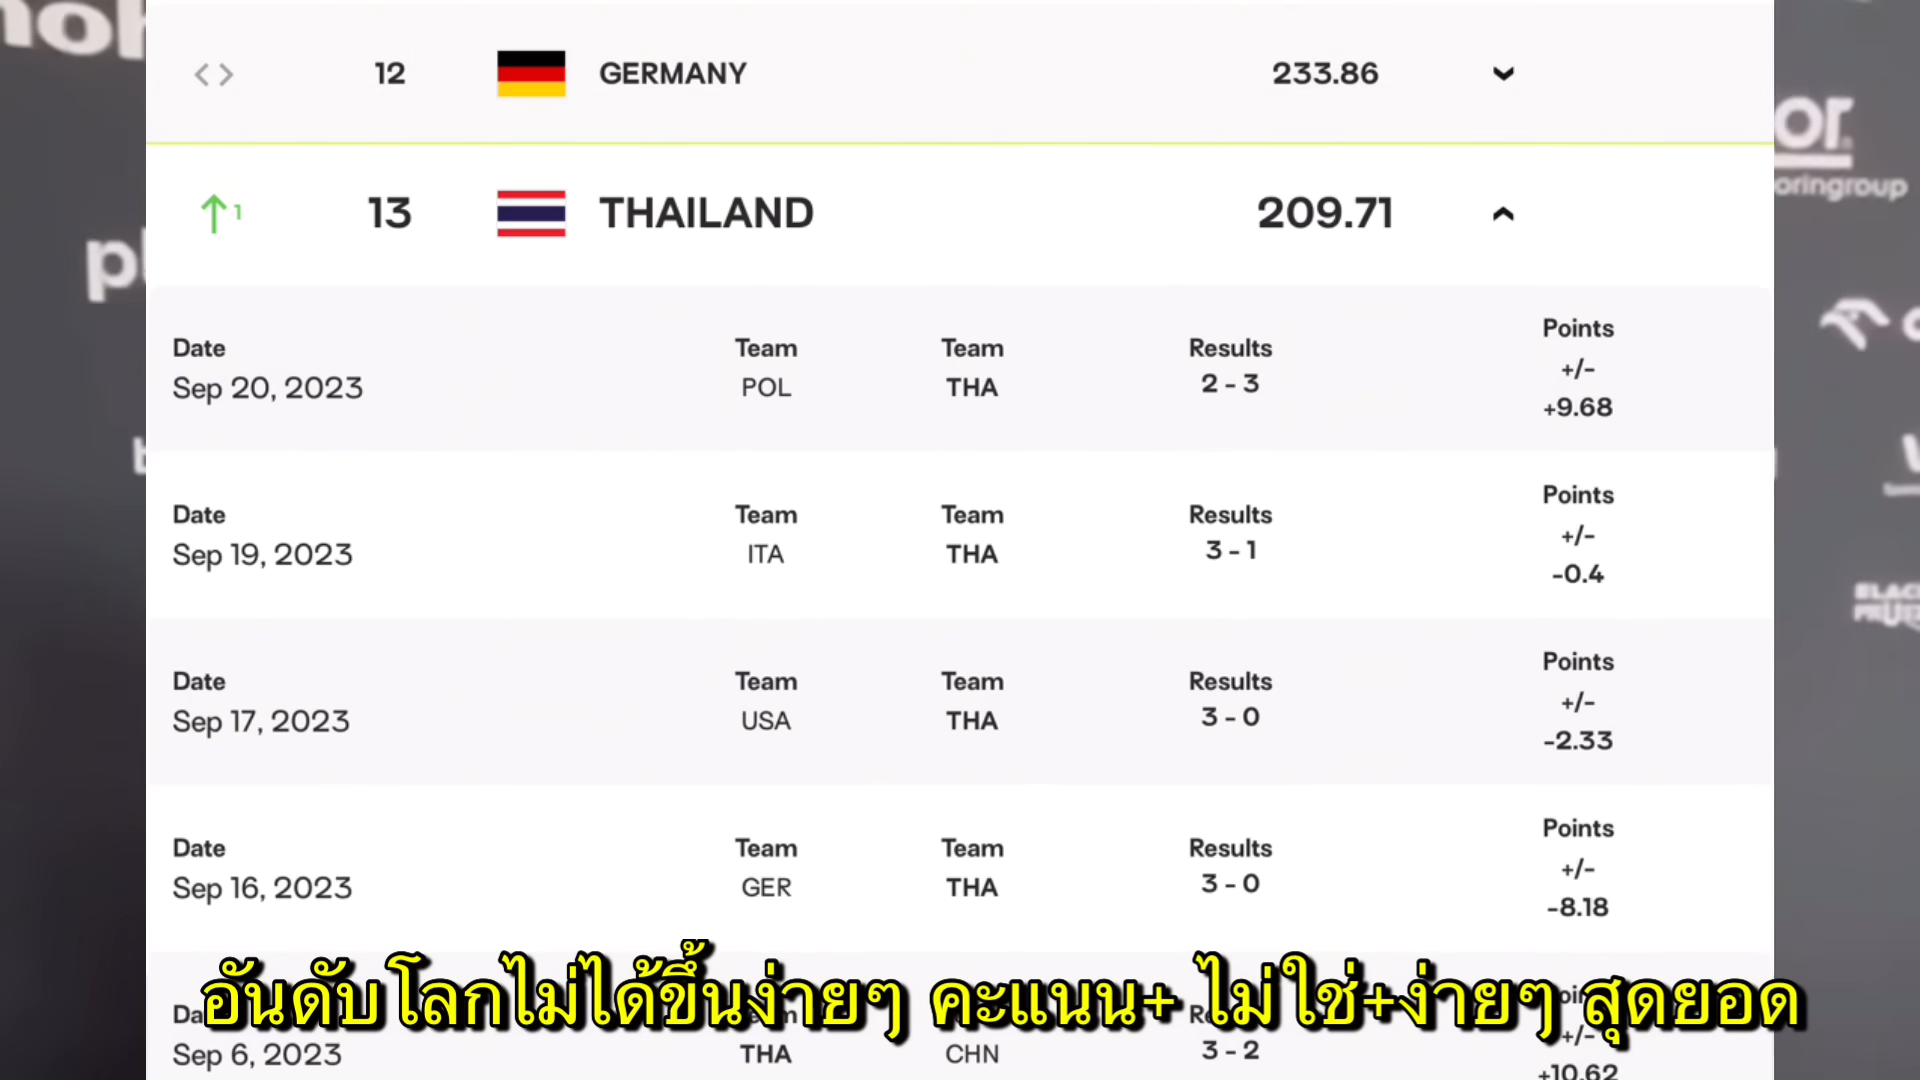 12 GERMANY 233.86
1 13 THAILAND 209.71
Date Team Team Results Points
Sep 20, 2023 POL THA 2 - 3 +/-
+9.68
Date Team Team Results Points
Sep 19, 2023 ITA THA 3 - 1 +/-
-0.4
Date Team Team Results Points
Sep 17, 2023 USA THA 3 - 0 +/-
-2.33
Date Team Team Results Points
Sep 16, 2023 GER THA 3 - 0 +/-
-8.18
อันดับโลกไม่ได้ขึ้นง่ายๆ คะแนน+ ไม่ใช่+ง่ายๆ สุดยอด
Sep 6, 2023 THA CHN 3 - 2 +/-
+10.62
oringroup